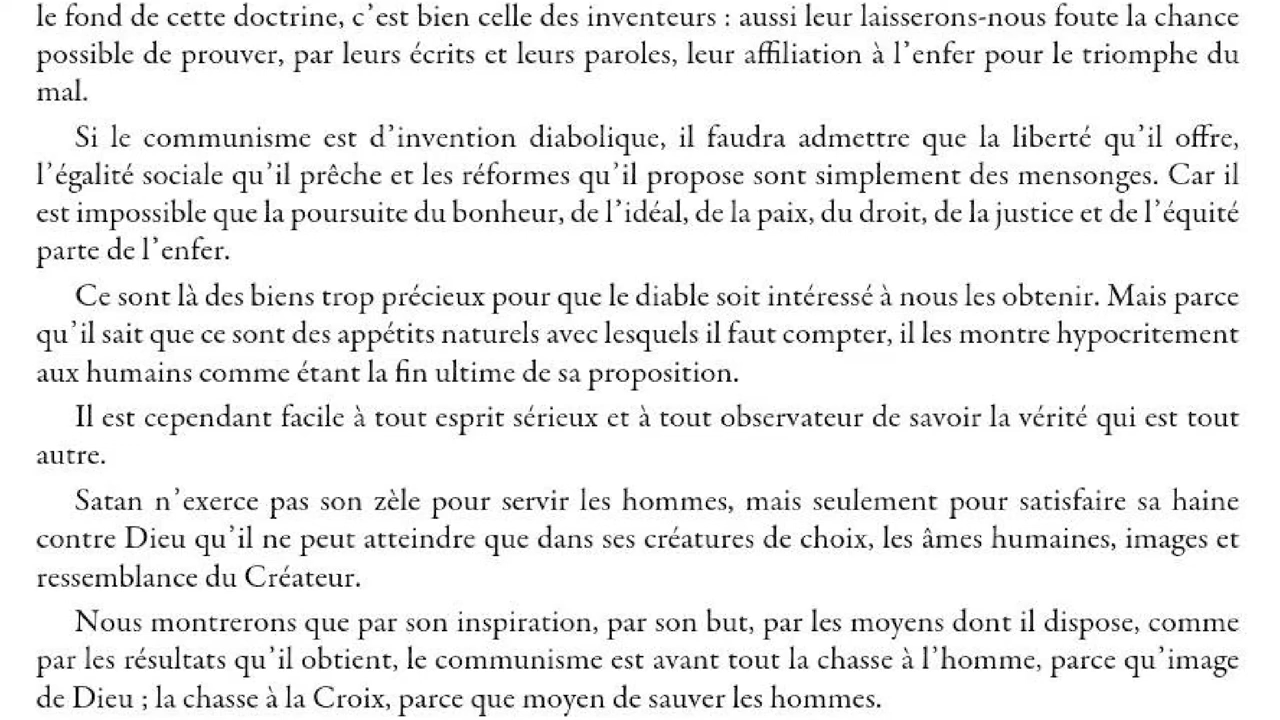 le fond de cette doctrine, c’est bien celle des inventeurs : aussi leur laisserons-nous foute la chance
possible de prouver, par leurs écrits et leurs paroles, leur affiliation à l’enfer pour le triomphe du
mal.
Si le communisme est d’invention diabolique, il faudra admettre que la liberté qu’il offre,
l’égalité sociale qu’il prêche et les réformes qu’il propose sont simplement des mensonges. Car il
est impossible que la poursuite du bonheur, de l’idéal, de la paix, du droit, de la justice et de l’équité
parte de l’enfer.
Ce sont là des biens trop précieux pour que le diable soit intéressé à nous les obtenir. Mais parce
qu’il sait que ce sont des appétits naturels avec lesquels il faut compter, il les montre hypocritement
aux humains comme étant la fin ultime de sa proposition.
Il est cependant facile à tout esprit sérieux et à tout observateur de savoir la vérité qui est tout
autre.
Satan n’exerce pas son zèle pour servir les hommes, mais seulement pour satisfaire sa haine
contre Dieu qu’il ne peut atteindre que dans ses créatures de choix, les âmes humaines, images et
ressemblance du Créateur.
Nous montrerons que par son inspiration, par son but, par les moyens dont il dispose, comme
par les résultats qu’il obtient, le communisme est avant tout la chasse à l’homme, parce qu’image
de Dieu ; la chasse à la Croix, parce que moyen de sauver les hommes.